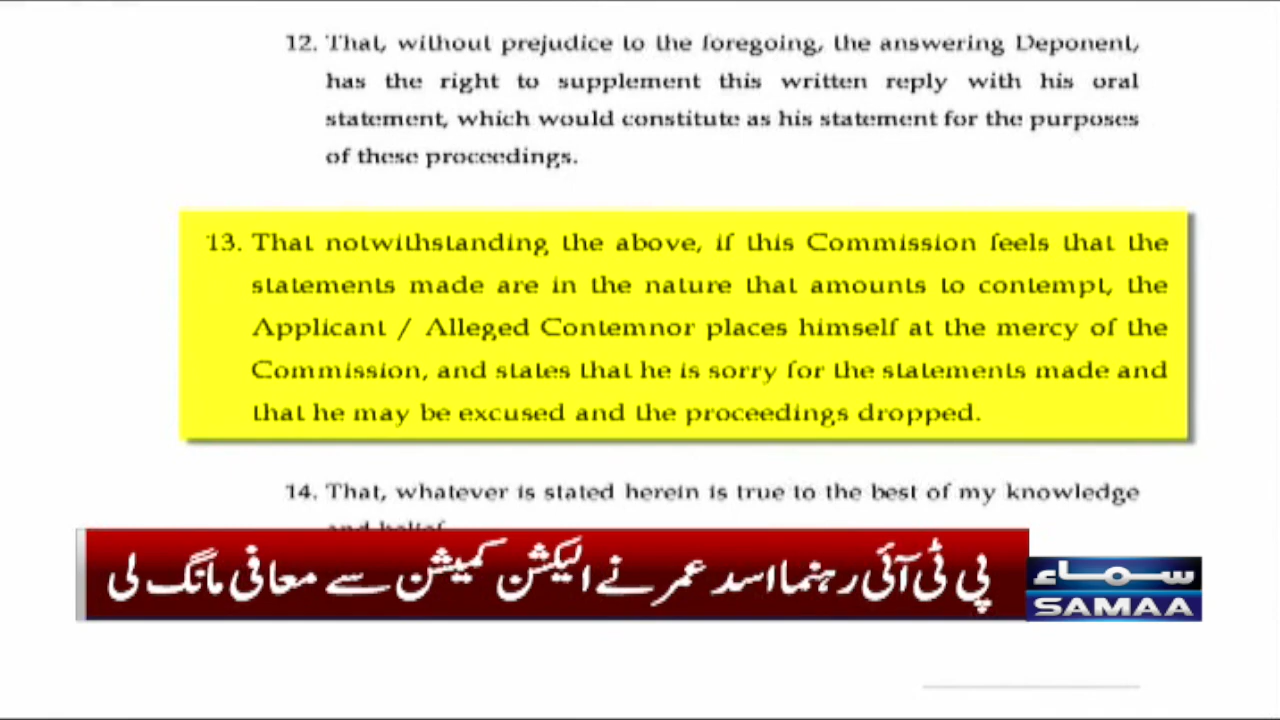 12. That, without prejudice to the foregoing, the answering Deponent,
has the right to supplement this written reply with his oral
statement, which would constitute as his statement for the purposes
of these proceedings.
13. That notwithstanding the above, if this Commission feels that the
statements made are in the nature that amounts to contempt, the
Applicant / Alleged Contemnor places himself at the mercy of the
Commission, and states that he is sorry for the statements made and
that he may be excused and the proceedings dropped.
14. That, whatever is stated herein is true to the best of my knowledge
and belief
پی ٹی آئی رہنما اسد عمر نے الیکشن کمیشن سے معافی مانگ لی
سماء
SAMAA